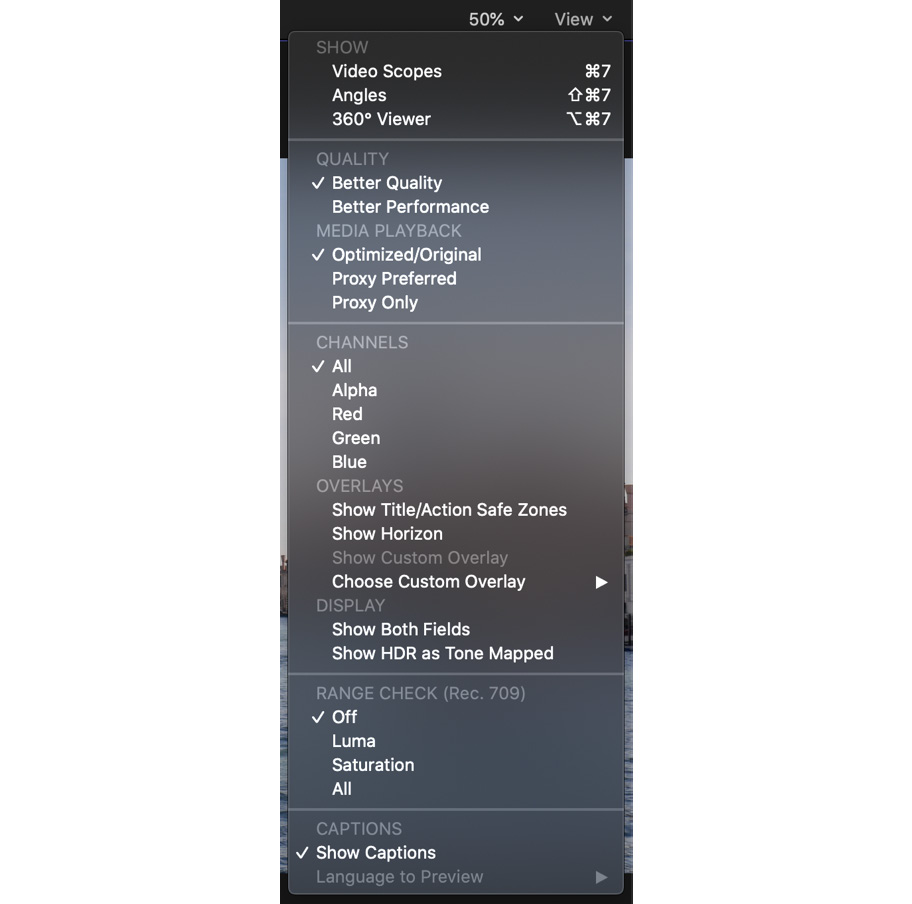 50% View
SHOW
Video Scopes ⌘7
Angles ⇧⌘7
360° Viewer ⌥⌘7
QUALITY
✓ Better Quality
Better Performance
MEDIA PLAYBACK
✓ Optimized/Original
Proxy Preferred
Proxy Only
CHANNELS
✓ All
Alpha
Red
Green
Blue
OVERLAYS
Show Title/Action Safe Zones
Show Horizon
Show Custom Overlay
Choose Custom Overlay ▶
DISPLAY
Show Both Fields
Show HDR as Tone Mapped
RANGE CHECK (Rec. 709)
✓ Off
Luma
Saturation
All
CAPTIONS
✓ Show Captions
Language to Preview ▶